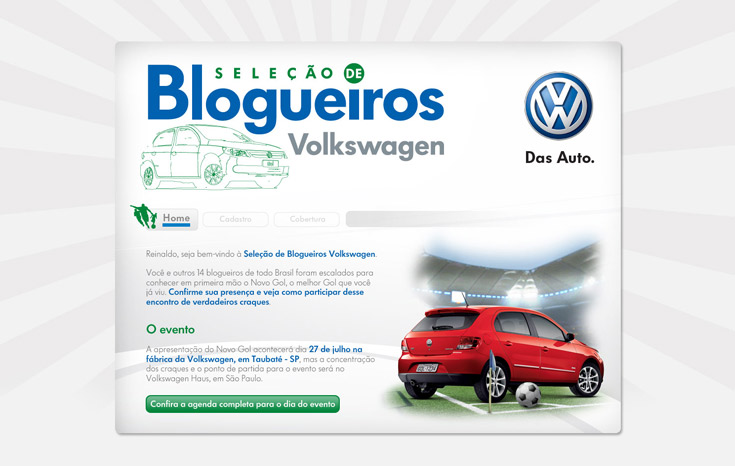 SELEÇÃO DE
Blogueiros
Volkswagen
Das Auto.
Home
Cadastro
Cobertura
Reinaldo, seja bem-vindo à Seleção de Blogueiros Volkswagen.
Você e outros 14 blogueiros de todo Brasil foram escalados para
conhecer em primeira mão o Novo Gol, o melhor Gol que você
já viu. Confirme sua presença e veja como participar desse
encontro de verdadeiros craques.
O evento
A apresentação do Novo Gol acontecerá dia 27 de julho na
fábrica da Volkswagen, em Taubaté - SP, mas a concentração
dos craques e o ponto de partida para o evento será no
Volkswagen Haus, em São Paulo.
Confira a agenda completa para o dia do evento